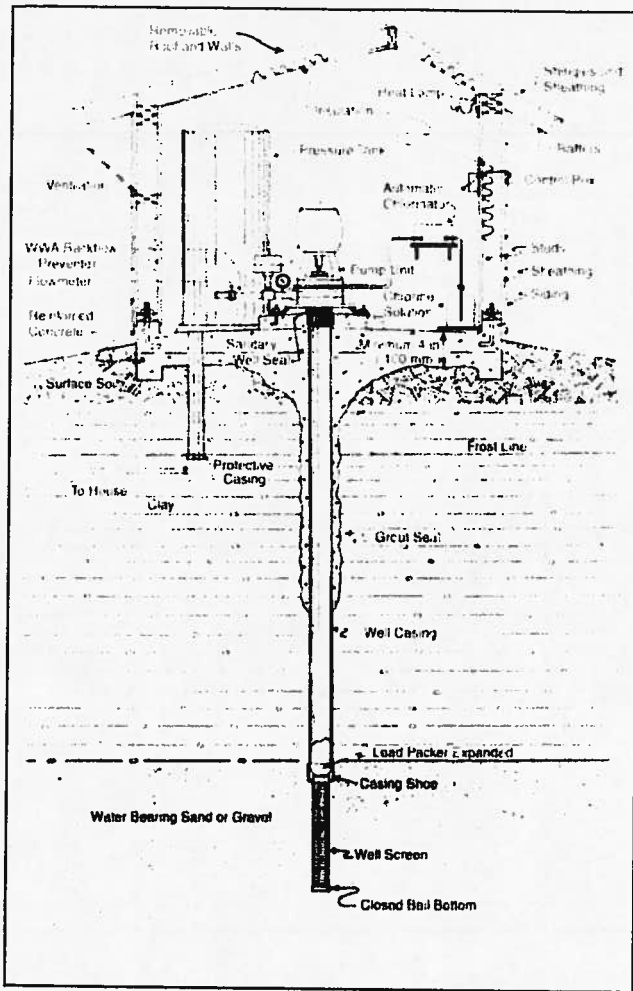 Removable
Roof and Walls
Shingles and
Sheathing
Heat Lamp
Insulation
Rafters
Pressure Tank
Ventilation
Automatic
Chlorinator
Control Box
WWA Backflow
Preventer
Flowmeter
Studs
Pump Unit
Sheathing
Chlorine
Solution
Siding
Reinforced
Concrete
Sanitary
Well Seal
Minimum 4 in
100 mm
Surface Soil
Frost Line
Protective
Casing
To House
Clay
Grout Seal
Well Casing
Lead Packer Expanded
Casing Shoe
Water Bearing Sand or Gravel
Well Screen
Closed Bail Bottom